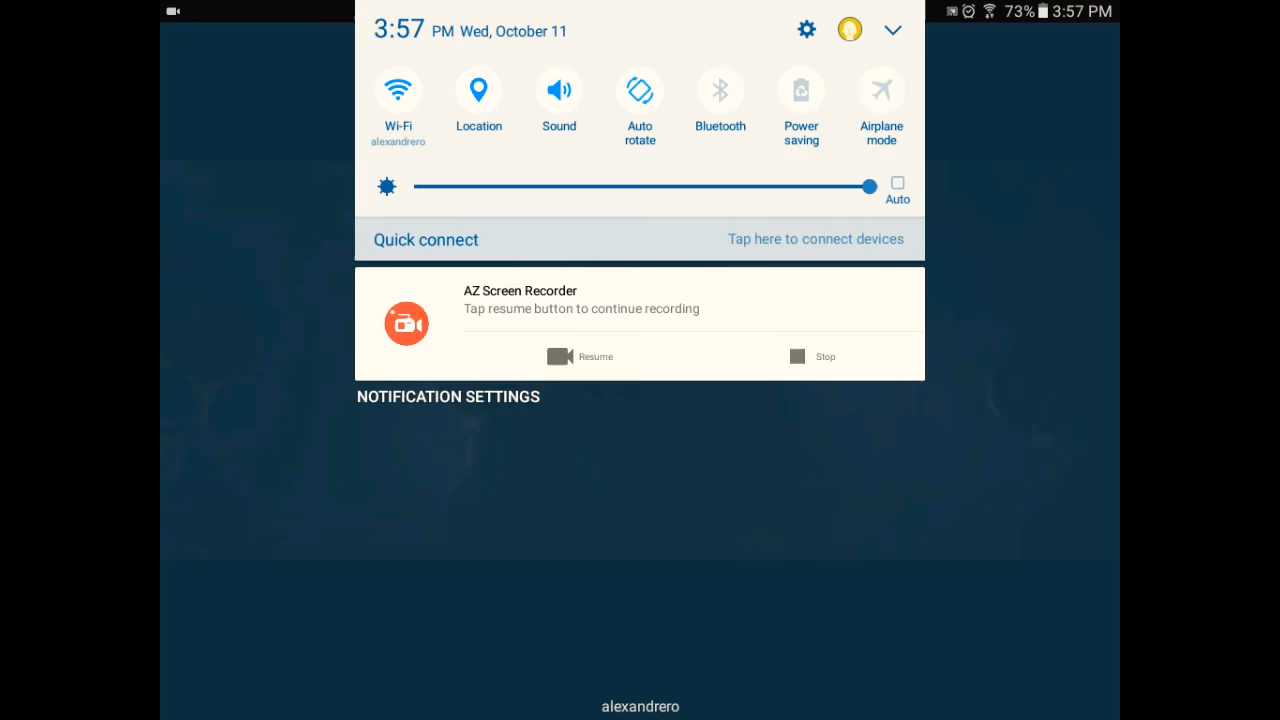 73% 3:57 PM
3:57 PM Wed, October 11
Wi-Fi
alexandrero
Location
Sound
Auto
rotate
Bluetooth
Power
saving
Airplane
mode
Auto
Quick connect
Tap here to connect devices
AZ Screen Recorder
Tap resume button to continue recording
Resume
Stop
NOTIFICATION SETTINGS
alexandrero